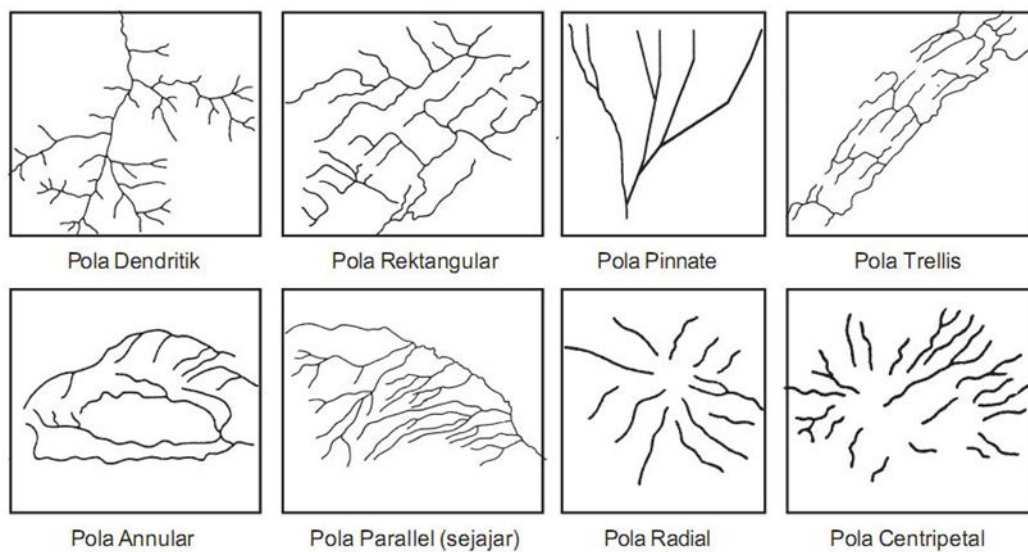 Pola Dendritik
Pola Rektangular
Pola Pinnate
Pola Trellis
Pola Annular
Pola Parallel (sejajar)
Pola Radial
Pola Centripetal